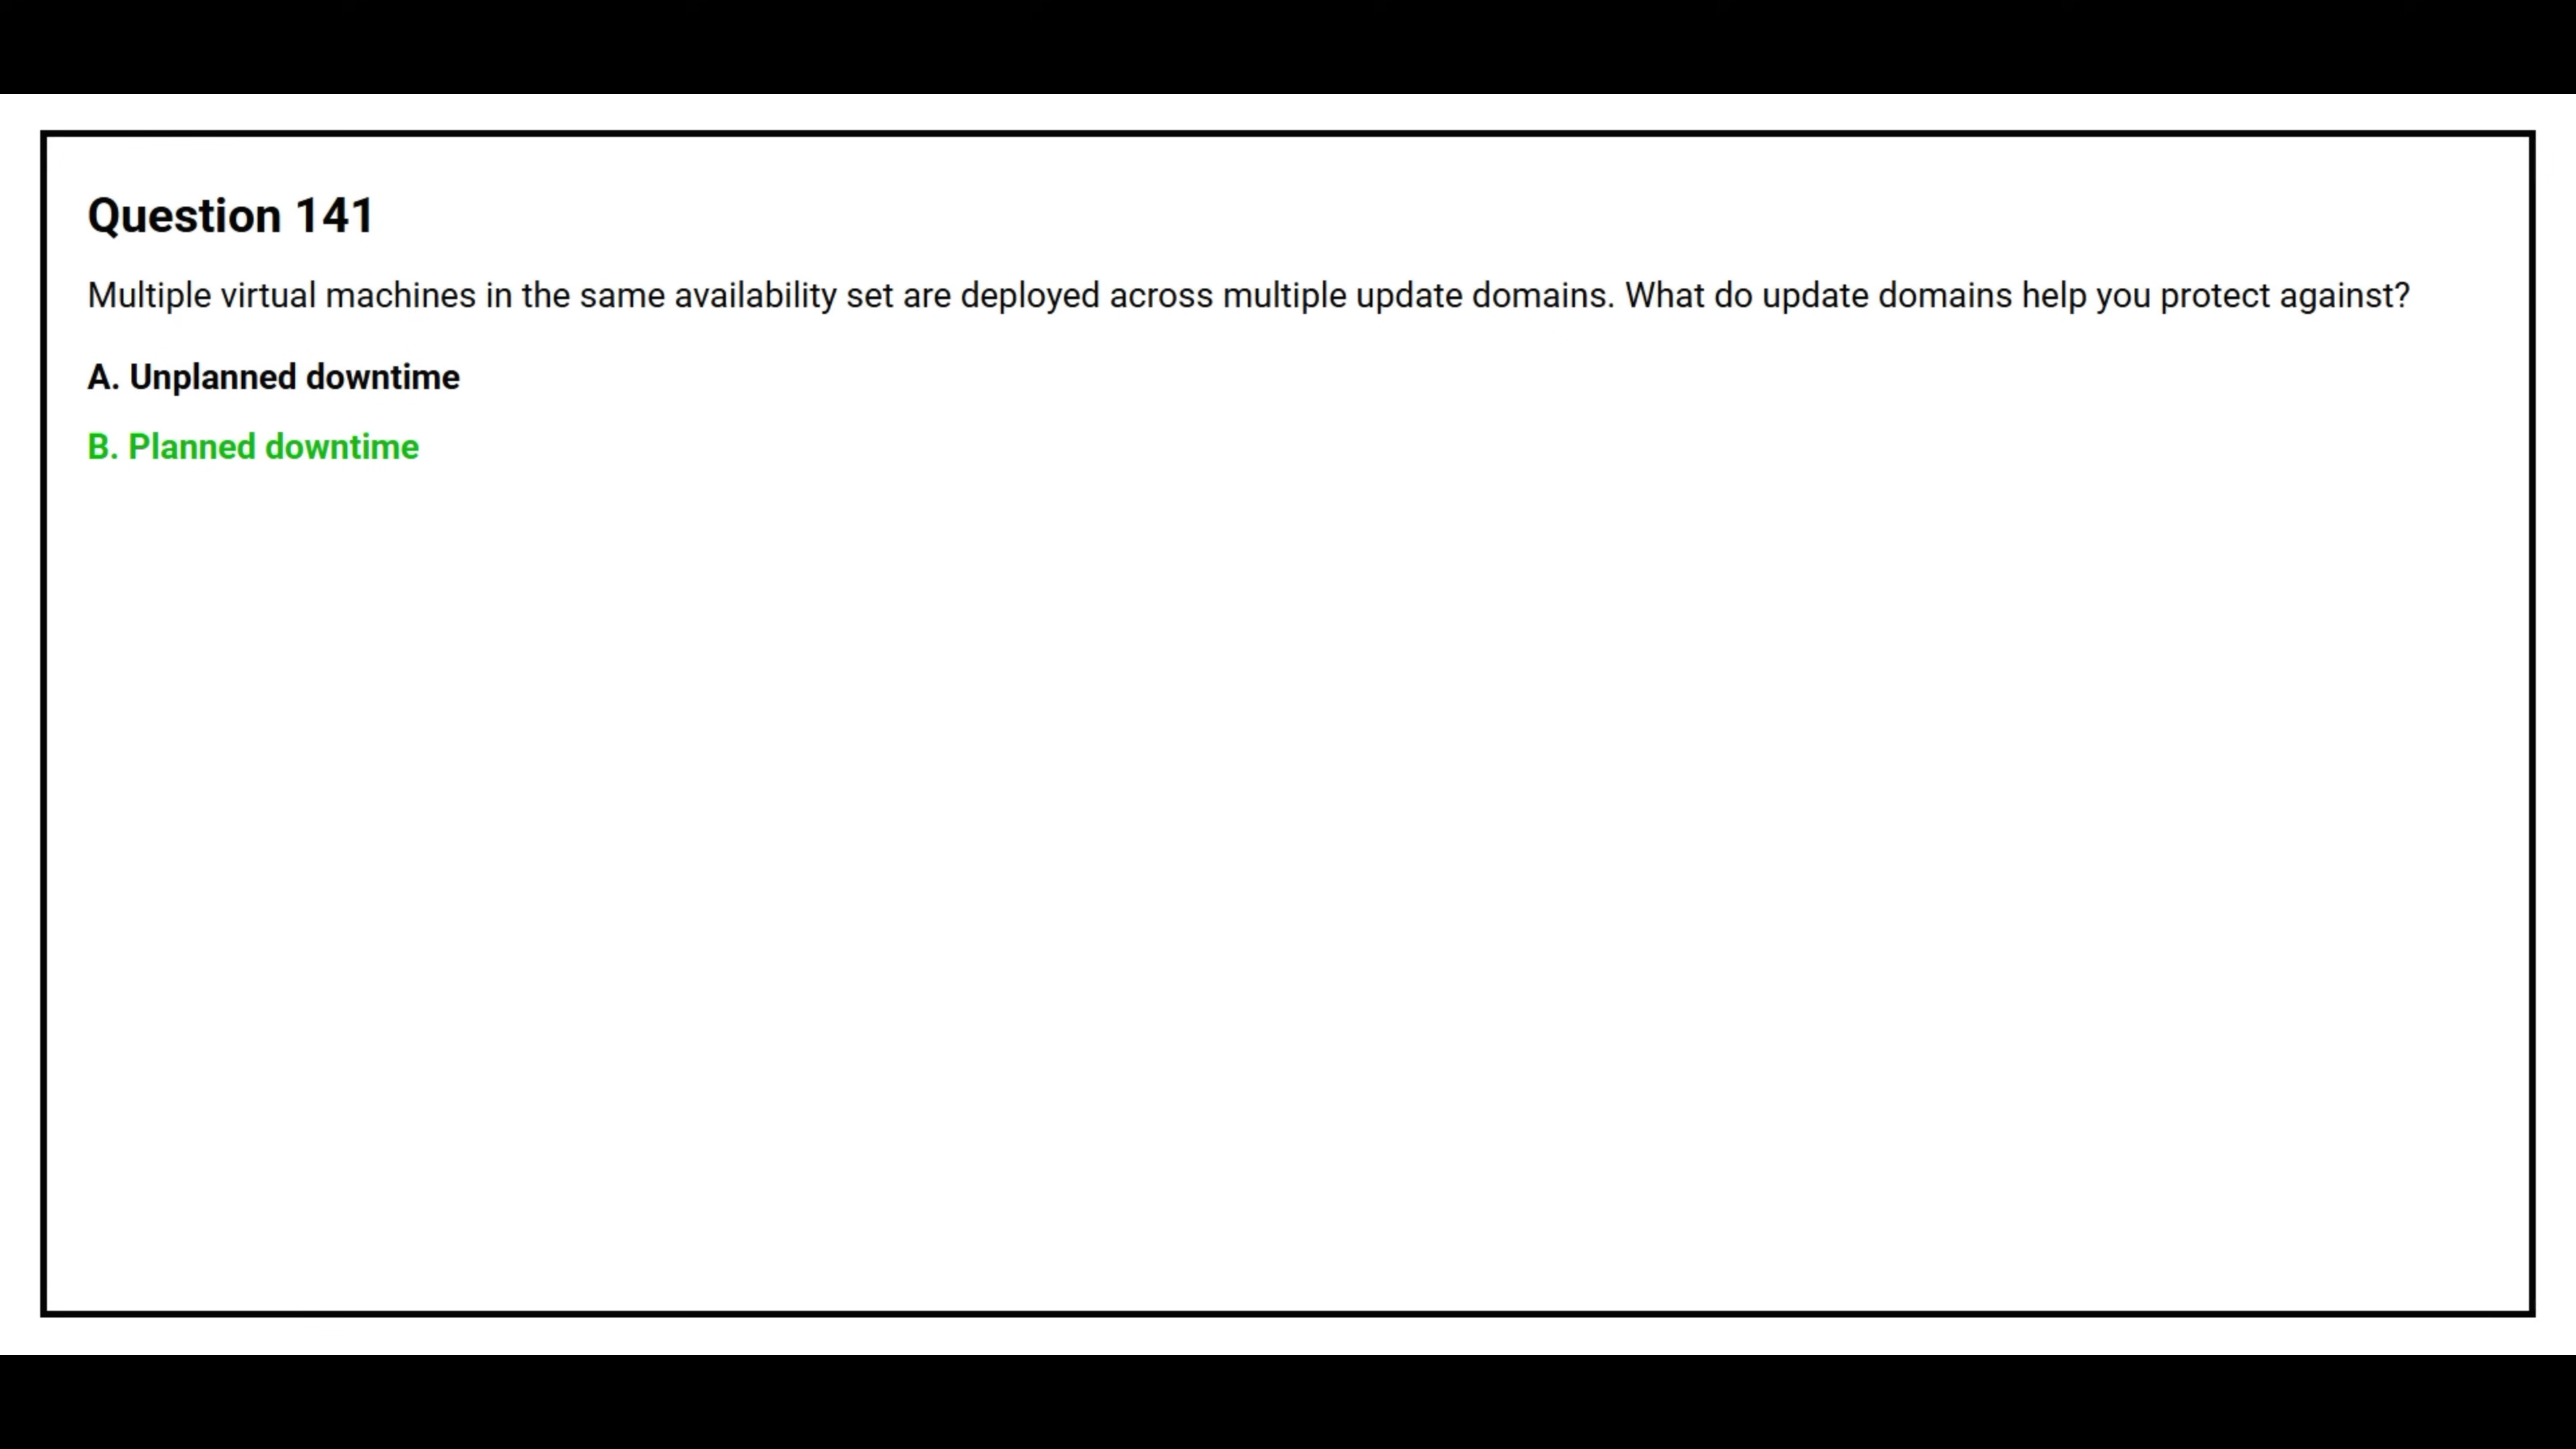 Question 141
Multiple virtual machines in the same availability set are deployed across multiple update domains. What do update domains help you protect against?
A. Unplanned downtime
B. Planned downtime